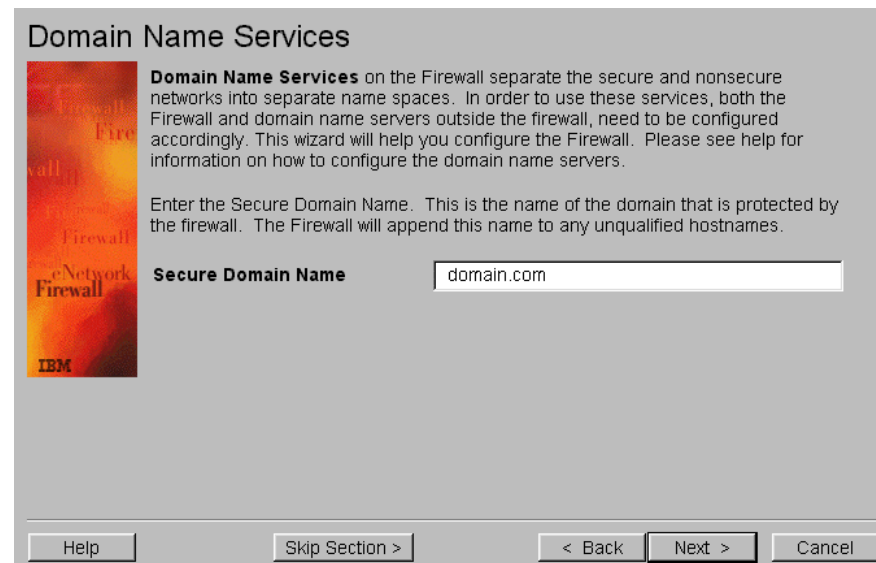 Domain Name Services
Domain Name Services on the Firewall separate the secure and nonsecure
networks into separate name spaces. In order to use these services, both the
Firewall and domain name servers outside the firewall, need to be configured
accordingly. This wizard will help you configure the Firewall. Please see help for
information on how to configure the domain name servers.
Enter the Secure Domain Name. This is the name of the domain that is protected by
the firewall. The Firewall will append this name to any unqualified hostnames.
Firewall
Fire
wall
Firewall
eNetwork
Firewall
IBM
Secure Domain Name
domain.com
Help
Skip Section >
< Back
Next >
Cancel